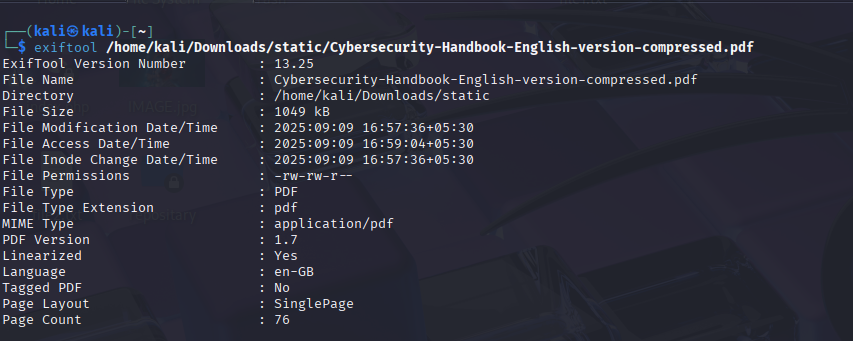 ┌──(kali㉿kali)-[~]
└─$ exiftool /home/kali/Downloads/static/Cybersecurity-Handbook-English-version-compressed.pdf
ExifTool Version Number         : 13.25
File Name                       : Cybersecurity-Handbook-English-version-compressed.pdf
Directory                       : /home/kali/Downloads/static
File Size                       : 1049 kB
File Modification Date/Time     : 2025:09:09 16:57:36+05:30
File Access Date/Time           : 2025:09:09 16:59:04+05:30
File Inode Change Date/Time     : 2025:09:09 16:57:36+05:30
File Permissions                : -rw-rw-r--
File Type                       : PDF
File Type Extension             : pdf
MIME Type                       : application/pdf
PDF Version                     : 1.7
Linearized                      : Yes
Language                        : en-GB
Tagged PDF                      : No
Page Layout                     : SinglePage
Page Count                      : 76